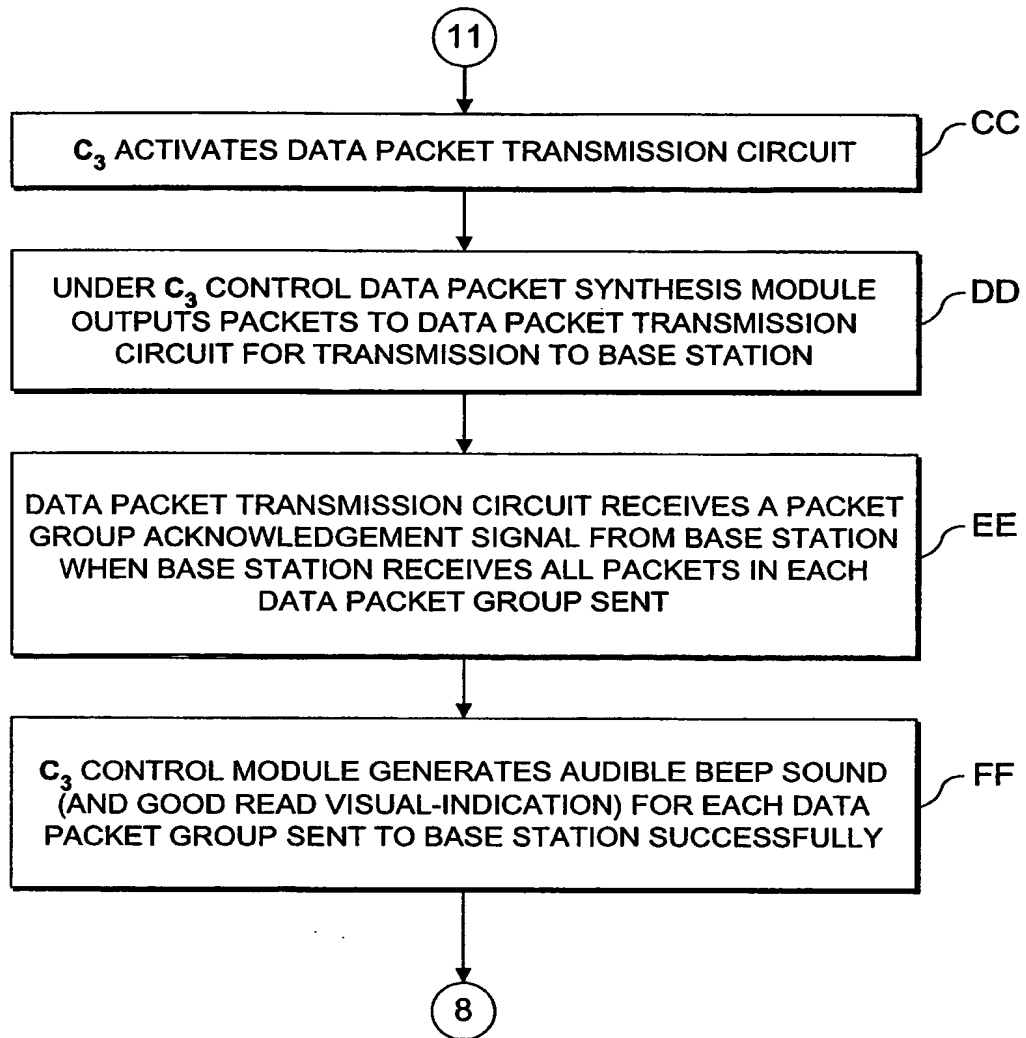 11
C₃ ACTIVATES DATA PACKET TRANSMISSION CIRCUIT
CC
UNDER C₃ CONTROL DATA PACKET SYNTHESIS MODULE
OUTPUTS PACKETS TO DATA PACKET TRANSMISSION
CIRCUIT FOR TRANSMISSION TO BASE STATION
DD
DATA PACKET TRANSMISSION CIRCUIT RECEIVES A PACKET
GROUP ACKNOWLEDGEMENT SIGNAL FROM BASE STATION
WHEN BASE STATION RECEIVES ALL PACKETS IN EACH
DATA PACKET GROUP SENT
EE
C₃ CONTROL MODULE GENERATES AUDIBLE BEEP SOUND
(AND GOOD READ VISUAL-INDICATION) FOR EACH DATA
PACKET GROUP SENT TO BASE STATION SUCCESSFULLY
FF
8